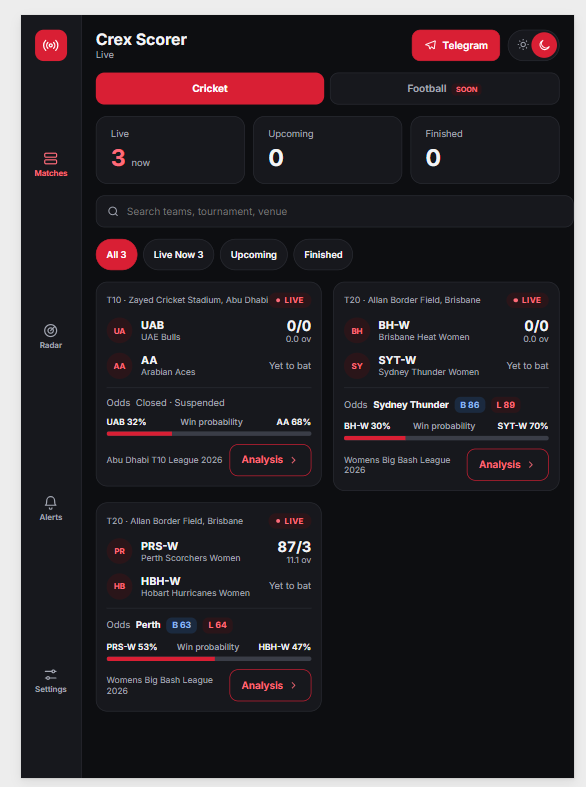 Crex Scorer
Live
Telegram
Cricket
Football SOON
Live
3 now
Upcoming
0
Finished
0
Search teams, tournament, venue
All 3
Live Now 3
Upcoming
Finished
T10 · Zayed Cricket Stadium, Abu Dhabi • LIVE
UA UAB 0/0
UAE Bulls 0.0 ov
AA AA Yet to bat
Arabian Aces
Odds Closed · Suspended
UAB 32% Win probability AA 68%
Abu Dhabi T10 League 2026 Analysis >
T20 · Allan Border Field, Brisbane • LIVE
BH BH-W 0/0
Brisbane Heat Women 0.0 ov
SY SYT-W Yet to bat
Sydney Thunder Women
Odds Sydney Thunder B 86 L 89
BH-W 30% Win probability SYT-W 70%
Womens Big Bash League
2026
Analysis >
T20 · Allan Border Field, Brisbane • LIVE
PR PRS-W 87/3
Perth Scorchers Women 11.1 ov
HB HBH-W Yet to bat
Hobart Hurricanes Women
Odds Perth B 63 L 64
PRS-W 53% Win probability HBH-W 47%
Womens Big Bash League
2026
Analysis >
Matches
Radar
Alerts
Settings